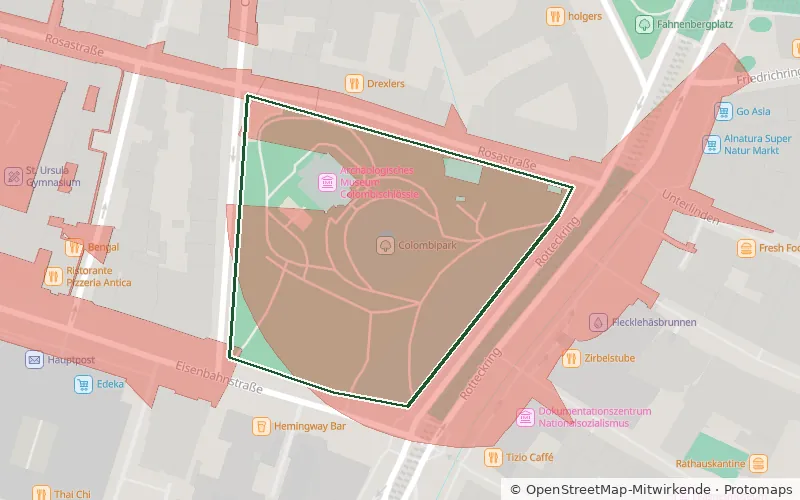 holgers
Fahnenbergplatz
Rosastraße
Drexlers
Friedrichring
Go Asia
Alnatura Super
Natur Markt
Rosastraße
St. Ursula
Gymnasium
Archäologisches
Museum
Colombischlössle
Unterlinden
Bengal
Colombipark
Rotteckring
Fresh Foo
Ristorante
Pizzeria Antica
Flecklehäsbrunnen
Hauptpost
Eisenbahnstraße
Rotteckring
Zirbelstube
Edeka
Dokumentationszentrum
Nationalsozialismus
Hemingway Bar
Tizio Caffé
Rathauskantine
Thai Chi
© OpenStreetMap-Mitwirkende, © Protomaps